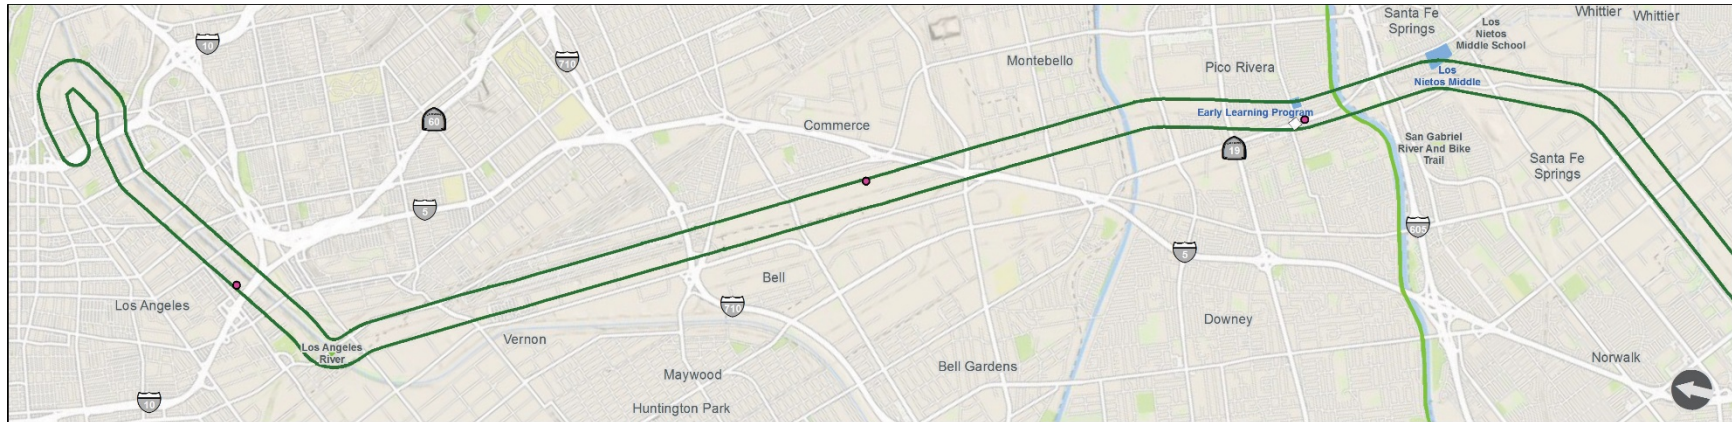 Santa Fe
Springs
Los
Nietos
Middle School
Whittier
Whittier
10
710
Montebello
Pico Rivera
Los
Nietos Middle
60
Commerce
Early Learning Program
19
San Gabriel
River And Bike
Trail
Santa Fe
Springs
5
605
5
Bell
Los Angeles
710
Downey
Vernon
Los Angeles
River
Norwalk
Maywood
Bell Gardens
10
Huntington Park